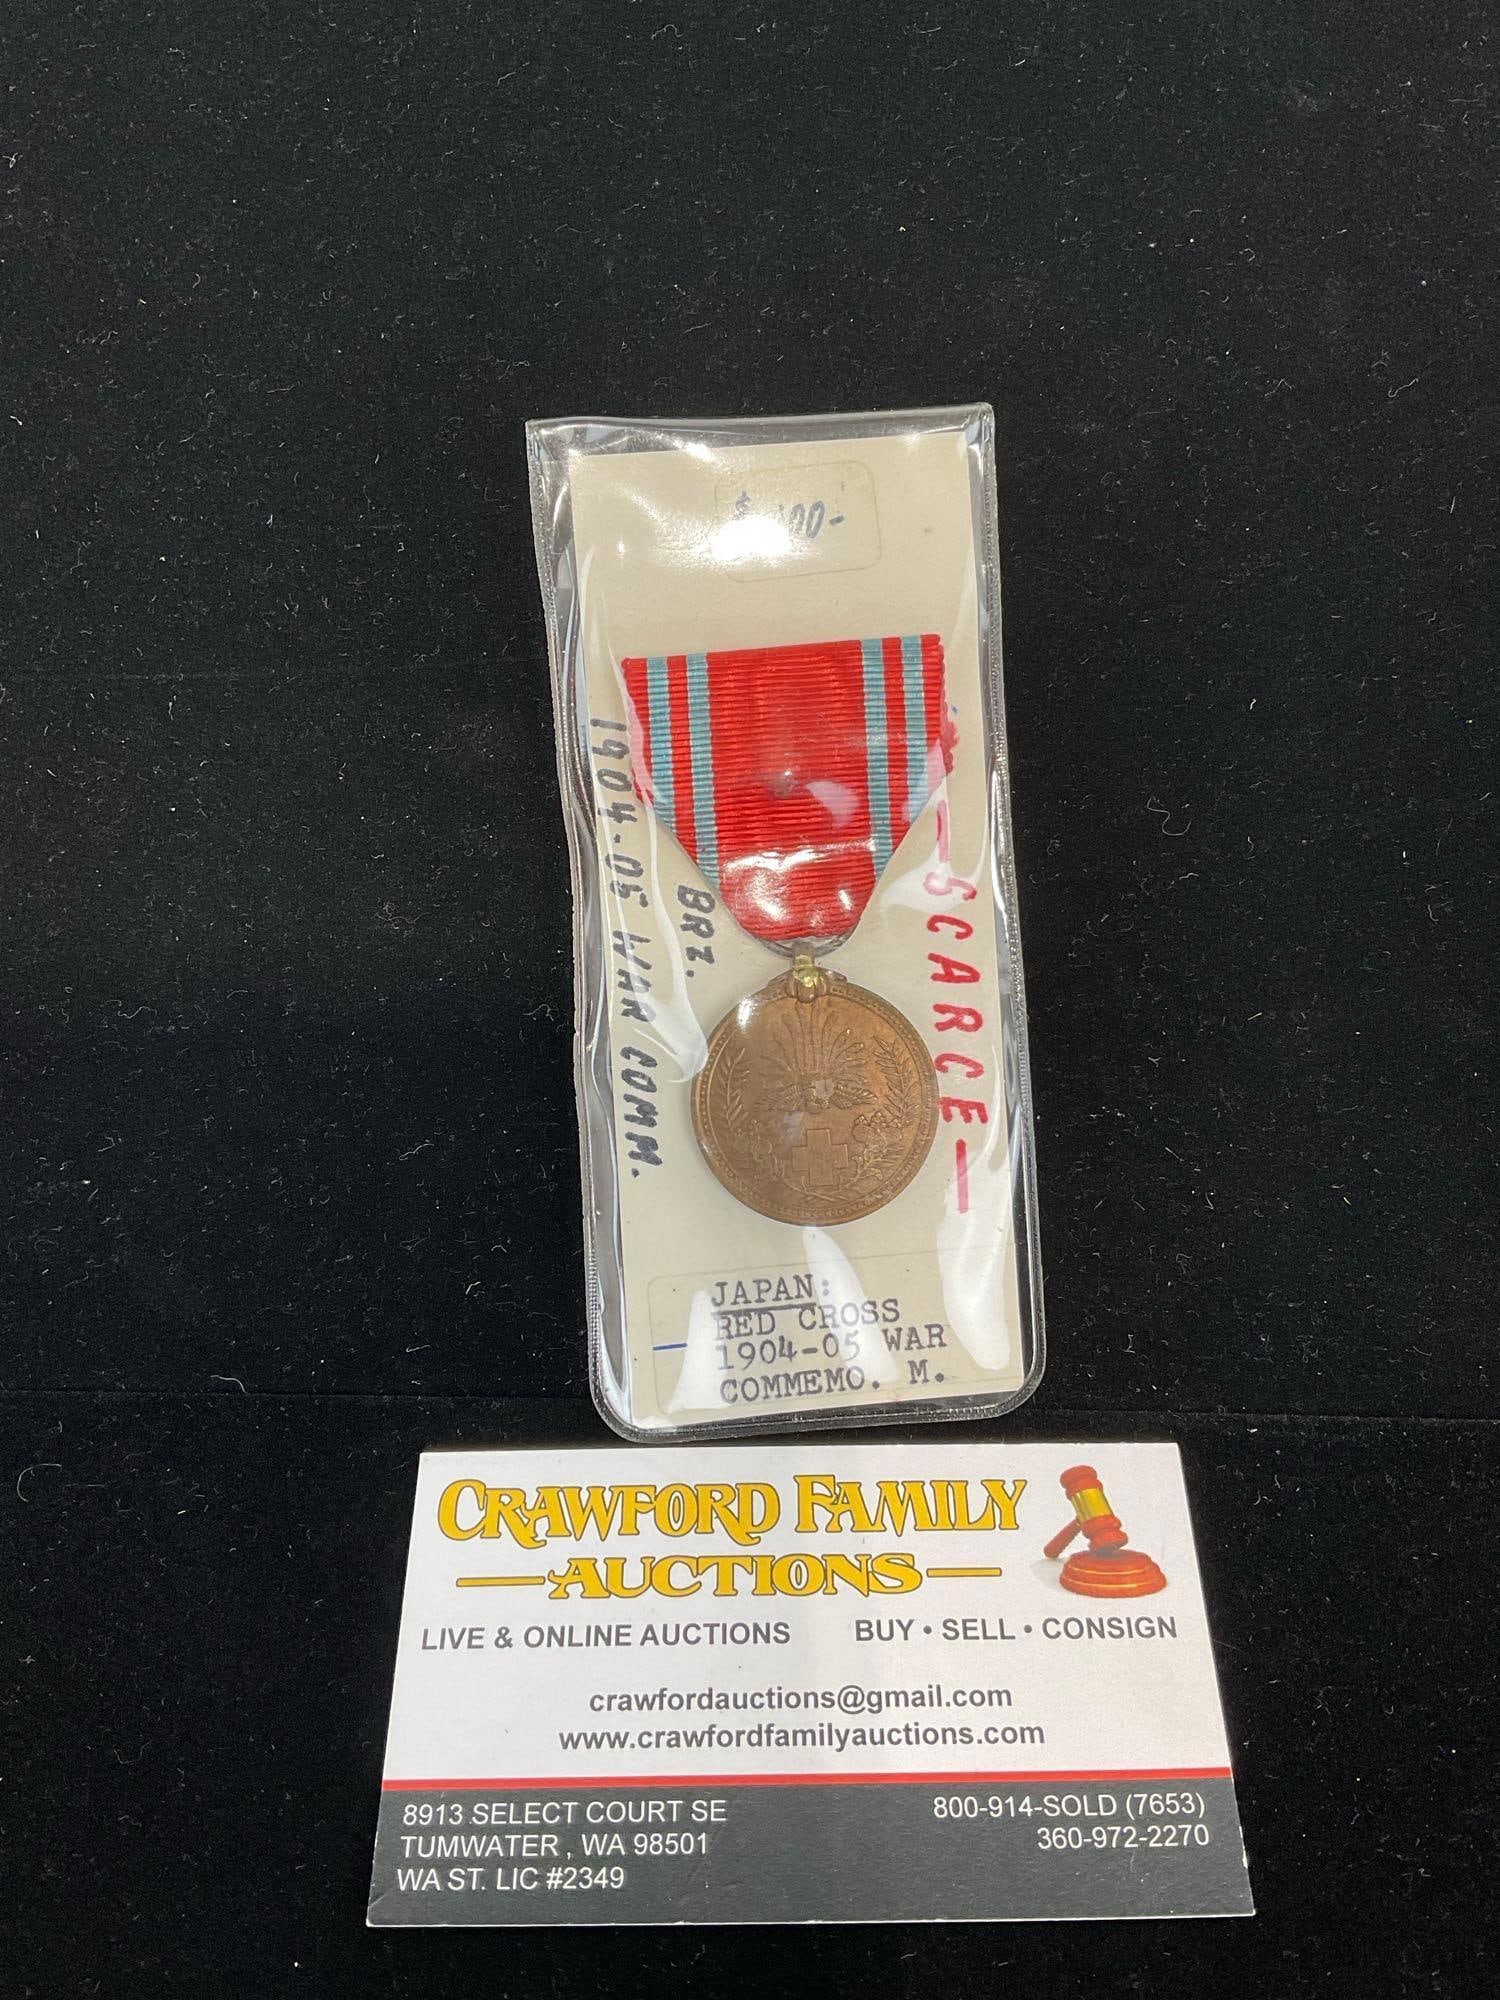 1904-05 WAR COMM.
BRZ.
—SCARCE—
JAPAN:
RED CROSS
1904-05 WAR
COMMEMO. M.
CRAWFORD FAMILY
—AUCTIONS—
LIVE & ONLINE AUCTIONS BUY • SELL • CONSIGN
crawfordauctions@gmail.com
www.crawfordfamilyauctions.com
8913 SELECT COURT SE 800-914-SOLD (7653)
TUMWATER, WA 98501 360-972-2270
WA ST. LIC #2349